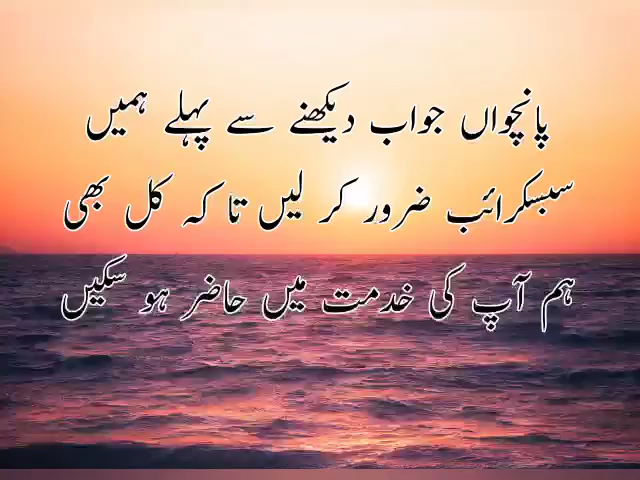 پانچواں جواب دیکھنے سے پہلے ہمیں
سبسکرائب ضرور کر لیں تا کہ کل بھی
ہم آپ کی خدمت میں حاضر ہو سکیں